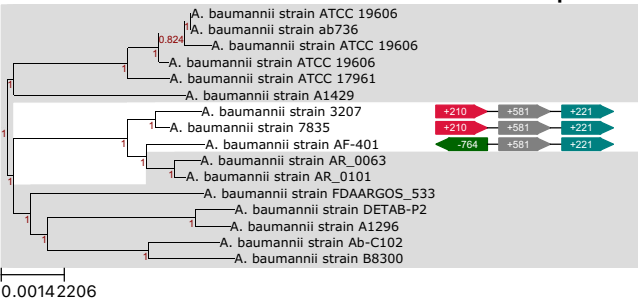 A. baumannii strain ATCC 19606
1
A. baumannii strain ab736
0.824
A. baumannii strain ATCC 19606
1
A. baumannii strain ATCC 19606
1
A. baumannii strain ATCC 17961
1
A. baumannii strain A1429
1
A. baumannii strain 3207 +210 +581 +221
1
A. baumannii strain 7835 +210 +581 +221
1
A. baumannii strain AF-401 -764 +581 +221
1
A. baumannii strain AR_0063
1
A. baumannii strain AR_0101
1
A. baumannii strain FDAARGOS_533
1
A. baumannii strain DETAB-P2
1
A. baumannii strain A1296
1
A. baumannii strain Ab-C102
1
A. baumannii strain B8300
0.00142206